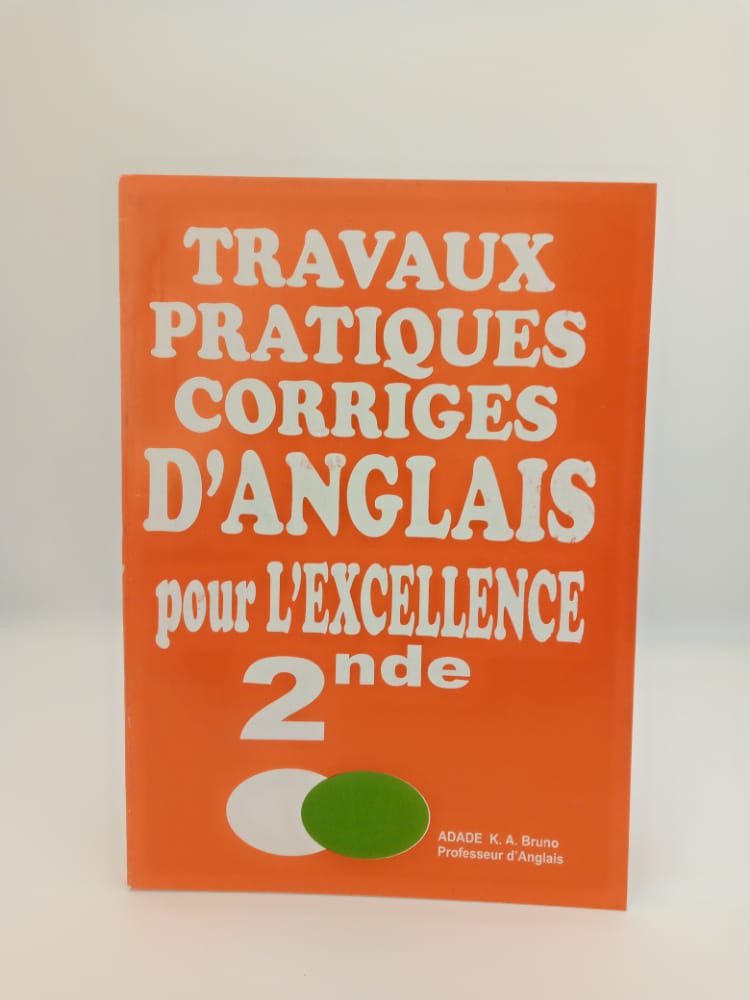 TRAVAUX
PRATIQUES
CORRIGES
D'ANGLAIS
pour L'EXCELLENCE
2nde
ADADE K. A. Bruno
Professeur d'Anglais